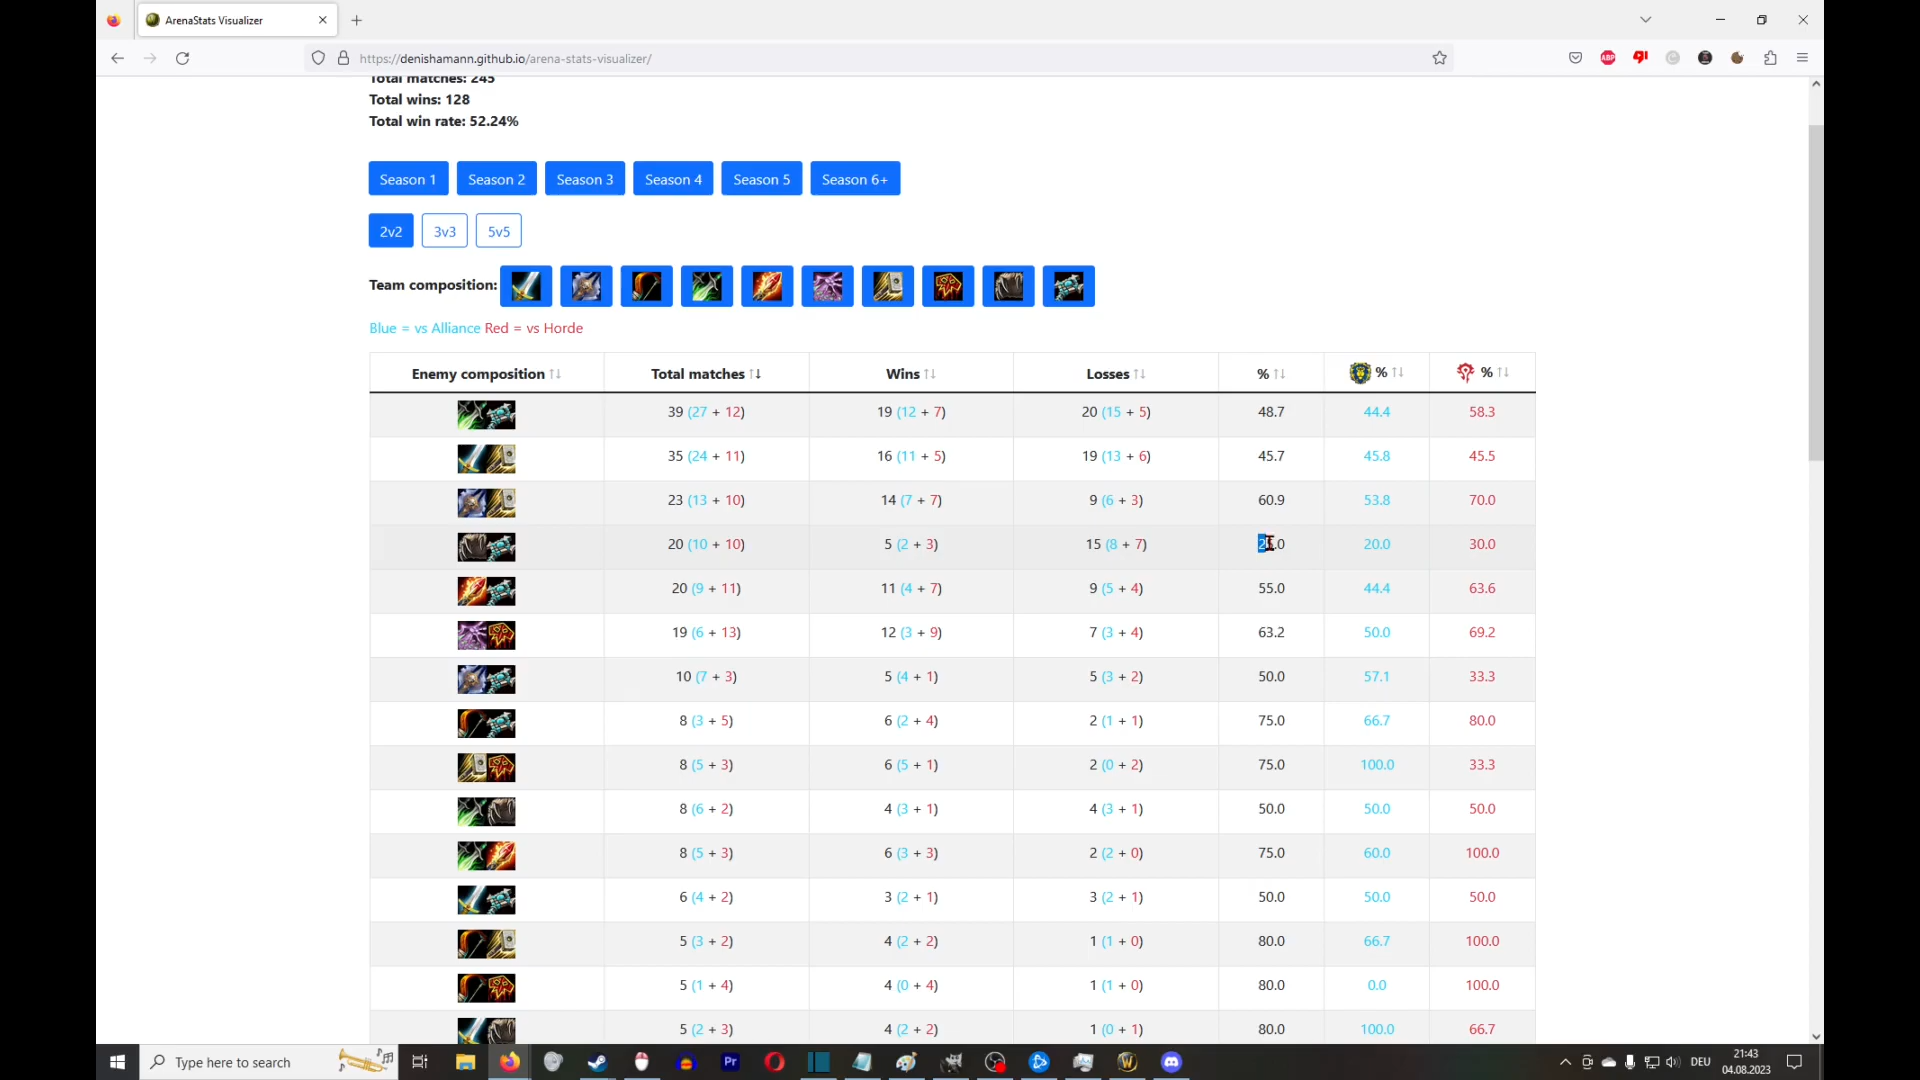 ArenaStats Visualizer
https://denishamann.github.io/arena-stats-visualizer/
Total matches: 245
Total wins: 128
Total win rate: 52.24%
Season 1 Season 2 Season 3 Season 4 Season 5 Season 6+
2v2 3v3 5v5
Team composition:
Blue = vs Alliance Red = vs Horde
Enemy composition Total matches Wins Losses % % %
39 (27 + 12) 19 (12 + 7) 20 (15 + 5) 48.7 44.4 58.3
35 (24 + 11) 16 (11 + 5) 19 (13 + 6) 45.7 45.8 45.5
23 (13 + 10) 14 (7 + 7) 9 (6 + 3) 60.9 53.8 70.0
20 (10 + 10) 5 (2 + 3) 15 (8 + 7) 20.0 30.0
20 (9 + 11) 11 (4 + 7) 9 (5 + 4) 55.0 44.4 63.6
19 (6 + 13) 12 (3 + 9) 7 (3 + 4) 63.2 50.0 69.2
10 (7 + 3) 5 (4 + 1) 5 (3 + 2) 50.0 57.1 33.3
8 (3 + 5) 6 (2 + 4) 2 (1 + 1) 75.0 66.7 80.0
8 (5 + 3) 6 (5 + 1) 2 (0 + 2) 75.0 100.0 33.3
8 (6 + 2) 4 (3 + 1) 4 (3 + 1) 50.0 50.0 50.0
8 (5 + 3) 6 (3 + 3) 2 (2 + 0) 75.0 60.0 100.0
6 (4 + 2) 3 (2 + 1) 3 (2 + 1) 50.0 50.0 50.0
5 (3 + 2) 4 (2 + 2) 1 (1 + 0) 80.0 66.7 100.0
5 (1 + 4) 4 (0 + 4) 1 (1 + 0) 80.0 0.0 100.0
5 (2 + 3) 4 (2 + 2) 1 (0 + 1) 80.0 100.0 66.7
Type here to search
DEU
21:43
04.08.2023